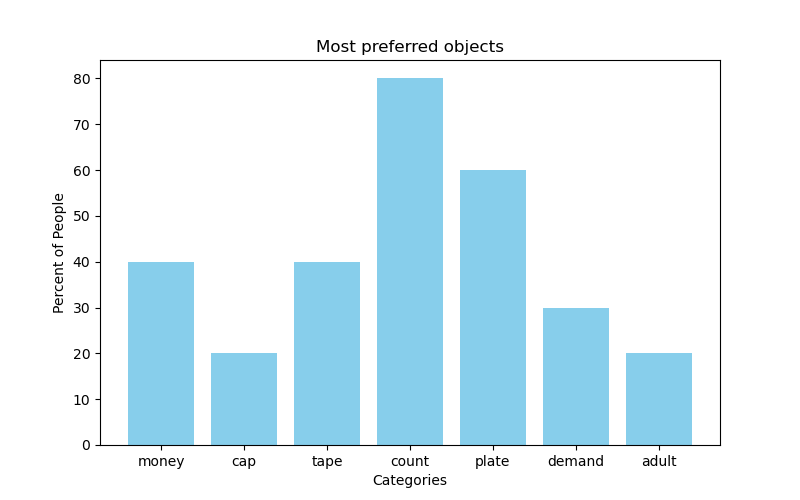 Most preferred objects
Percent of People
80
70
60
50
40
30
20
10
0
money cap tape count plate demand adult
Categories